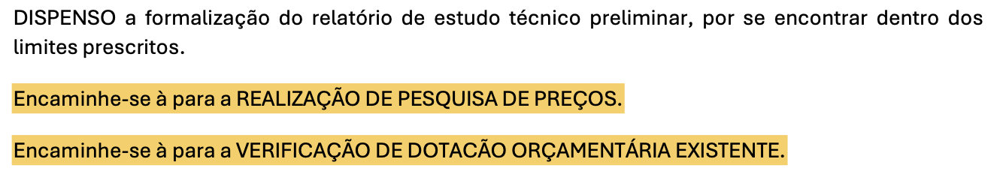 DISPENSO a formalização do relatório de estudo técnico preliminar, por se encontrar dentro dos
limites prescritos.
Encaminhe-se à para a REALIZAÇÃO DE PESQUISA DE PREÇOS.
Encaminhe-se à para a VERIFICAÇÃO DE DOTACÃO ORÇAMENTÁRIA EXISTENTE.